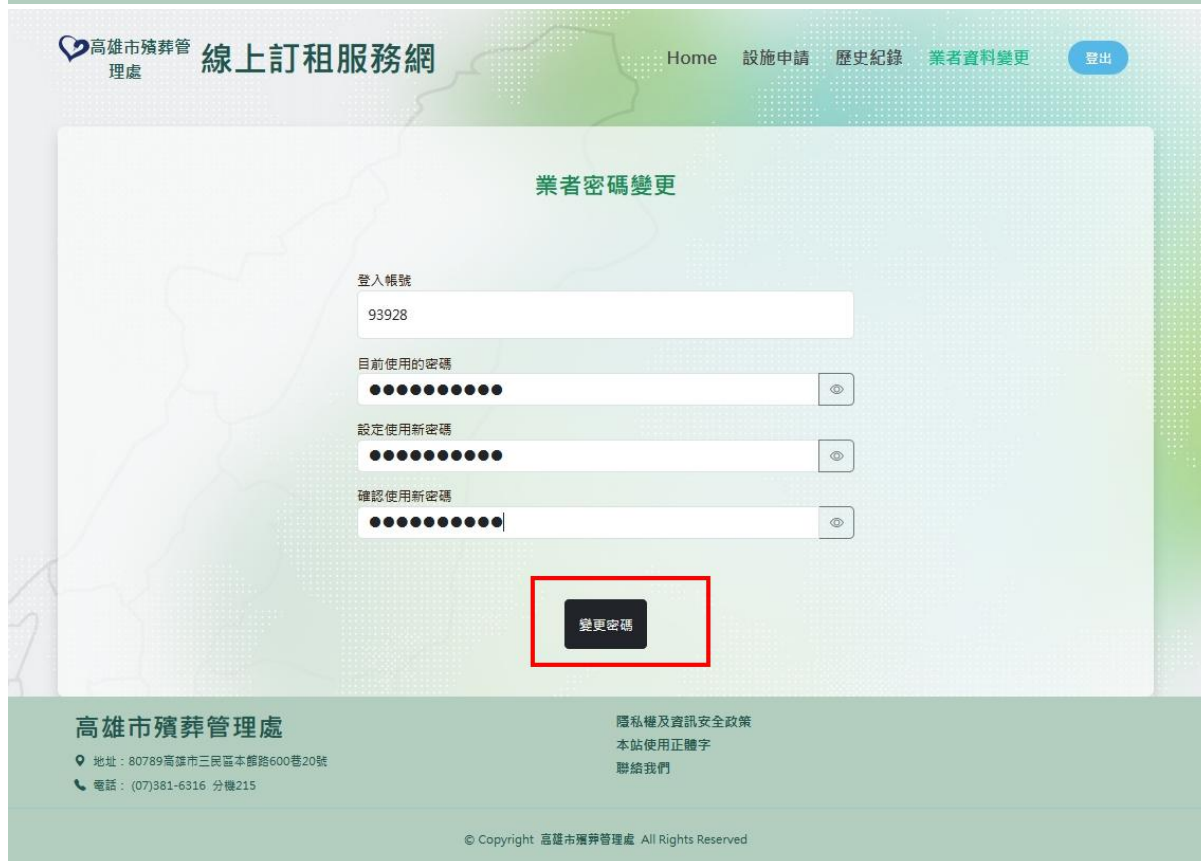 高雄市殯葬管
理處
線上訂租服務網
Home 設施申請 歷史紀錄 業者資料變更 登出
業者密碼變更
登入帳號
93928
目前使用的密碼
●●●●●●●●●●
設定使用新密碼
●●●●●●●●●●
確認使用新密碼
●●●●●●●●●●
變更密碼
高雄市殯葬管理處
地址：80789高雄市三民區本館路600巷20號
電話： (07)381-6316 分機215
隱私權及資訊安全政策
本站使用正體字
聯絡我們
© Copyright 高雄市殯葬管理處 All Rights Reserved